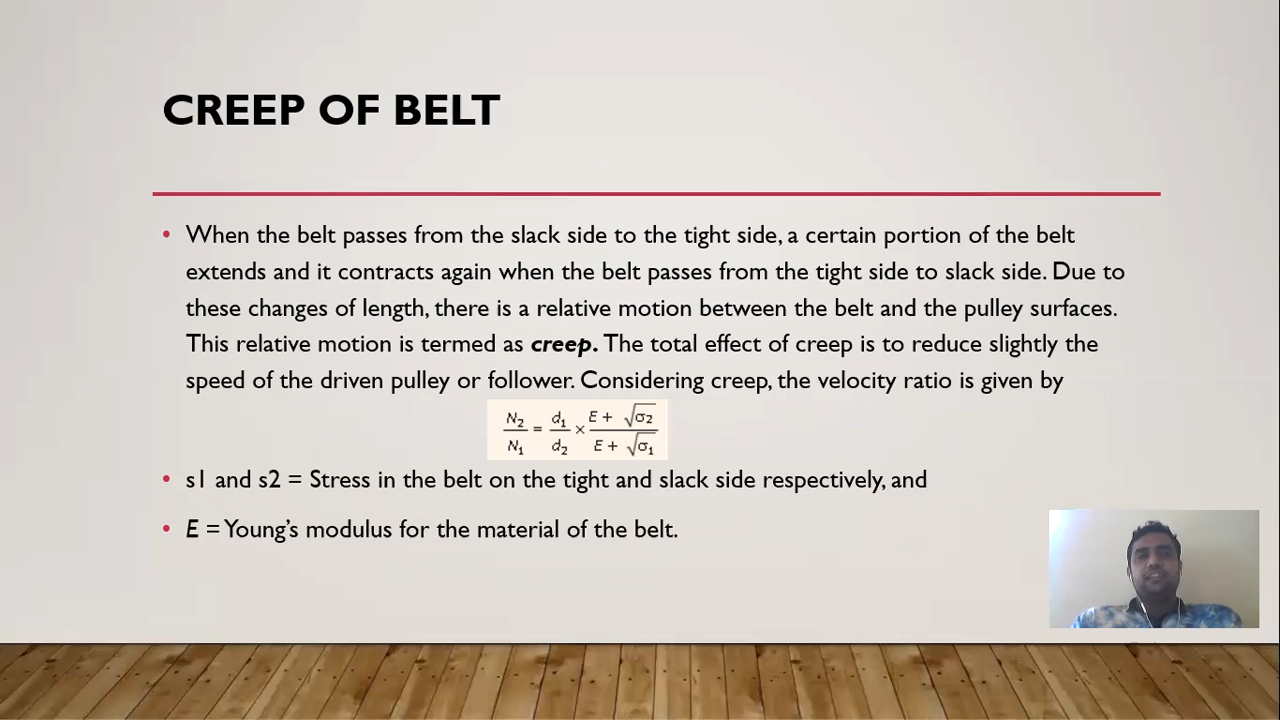 CREEP OF BELT
• When the belt passes from the slack side to the tight side, a certain portion of the belt
extends and it contracts again when the belt passes from the tight side to slack side. Due to
these changes of length, there is a relative motion between the belt and the pulley surfaces.
This relative motion is termed as creep. The total effect of creep is to reduce slightly the
speed of the driven pulley or follower. Considering creep, the velocity ratio is given by
N₂/N₁ = d₁/d₂ × (E + √σ₂)/(E + √σ₁)
• s1 and s2 = Stress in the belt on the tight and slack side respectively, and
• E = Young’s modulus for the material of the belt.